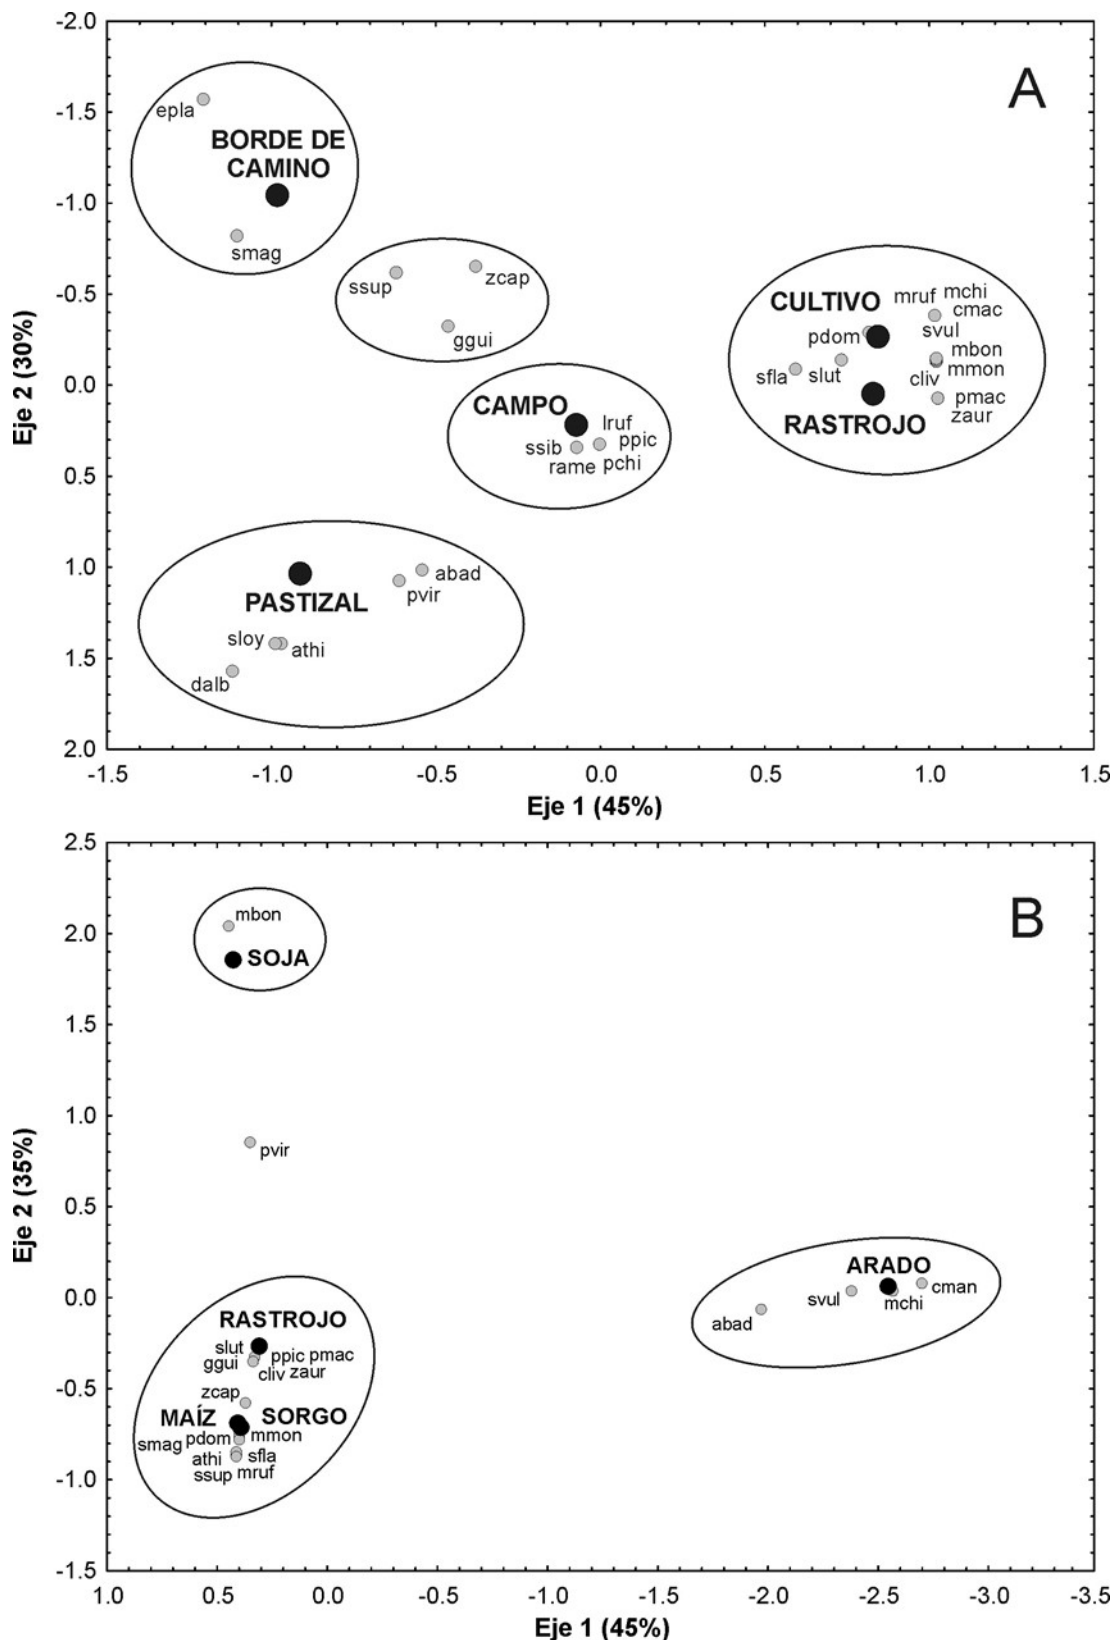 A
-2.0
-1.5
-1.0
-0.5
0.0
0.5
1.0
1.5
2.0
Eje 2 (30%)
epla
BORDE DE
CAMINO
smag
ssup
zcap
ggui
CULTIVO
mruf
mchi
cmac
pdom
svul
mbon
sfla
slut
cliv
mmon
pmac
RASTROJO
zaur
CAMPO
lruf
ssib
ppic
rame
pchi
abad
pvir
PASTIZAL
sloy
athi
dalb
-1.5
-1.0
-0.5
0.0
0.5
1.0
1.5
Eje 1 (45%)
B
2.5
2.0
1.5
1.0
0.5
0.0
-0.5
-1.0
-1.5
Eje 2 (35%)
mbon
SOJA
pvir
ARADO
svul
cman
mchi
abad
RASTROJO
slut
ppic pmac
ggui
cliv zaur
zcap
MAÍZ
SORGO
smag
pdom
mmon
athi
sfla
ssup
mruf
1.0
0.5
0.0
-1.0
-1.5
-2.0
-2.5
-3.0
-3.5
Eje 1 (45%)